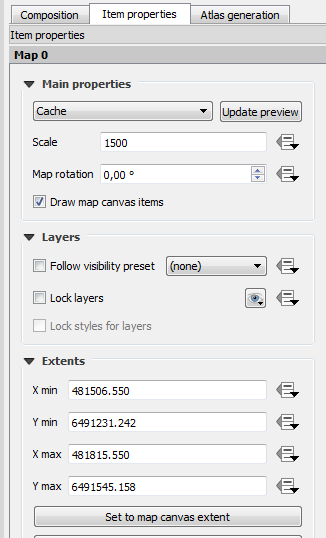 Composition Item properties Atlas generation
Item properties
Map 0
Main properties
Cache Update preview
Scale 1500
Map rotation 0,00 °
Draw map canvas items
Layers
Follow visibility preset (none)
Lock layers
Lock styles for layers
Extents
X min 481506.550
Y min 6491231.242
X max 481815.550
Y max 6491545.158
Set to map canvas extent